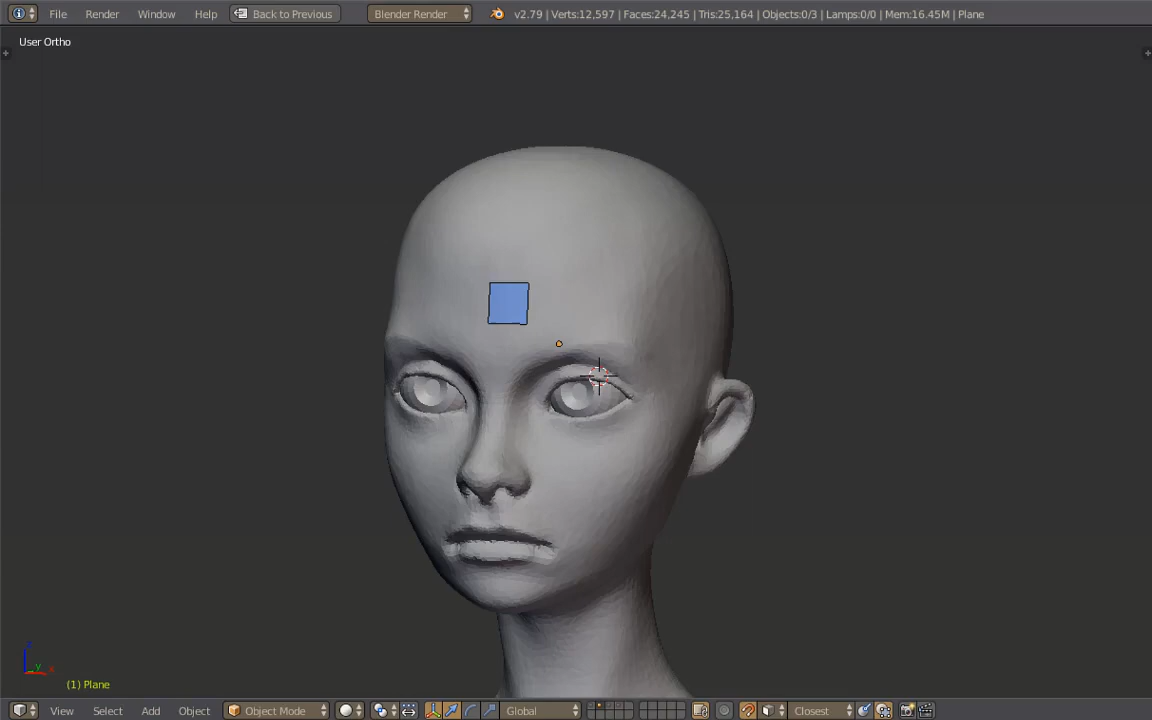 File Render Window Help Back to Previous Blender Render v2.79 | Verts:12,597 | Faces:24,245 | Tris:25,164 | Objects:0/3 | Lamps:0/0 | Mem:16.45M | Plane
User Ortho
z
y x
(1) Plane
View Select Add Object Object Mode Global Closest